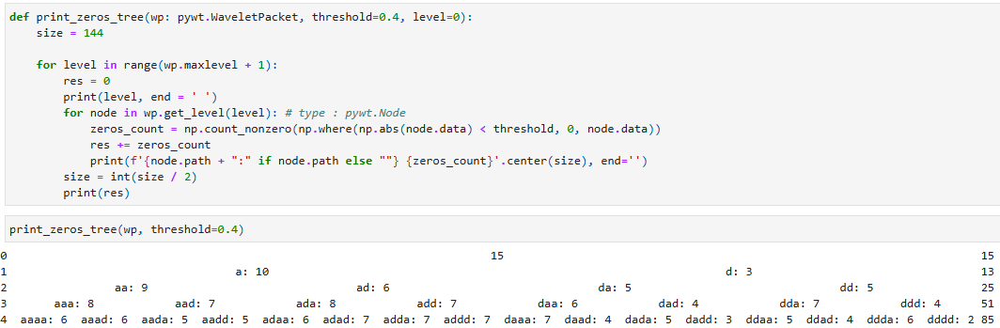 def print_zeros_tree(wp: pywt.WaveletPacket, threshold=0.4, level=0):
    size = 144

    for level in range(wp.maxlevel + 1):
        res = 0
        print(level, end = ' ')
        for node in wp.get_level(level): # type : pywt.Node
            zeros_count = np.count_nonzero(np.where(np.abs(node.data) < threshold, 0, node.data))
            res += zeros_count
            print(f'{node.path + ":" if node.path else ""} {zeros_count}'.center(size), end='')
        size = int(size / 2)
        print(res)

print_zeros_tree(wp, threshold=0.4)

0 15 15
1 a: 10 d: 3 13
2 aa: 9 ad: 6 da: 5 dd: 5 25
3 aaa: 8 aad: 7 ada: 8 add: 7 daa: 6 dad: 4 dda: 7 ddd: 4 51
4 aaaa: 6 aaad: 6 aada: 5 aadd: 5 adaa: 6 adad: 7 adda: 7 addd: 7 daaa: 7 daad: 4 dada: 5 dadd: 3 ddaa: 5 ddad: 4 ddda: 6 dddd: 2 85